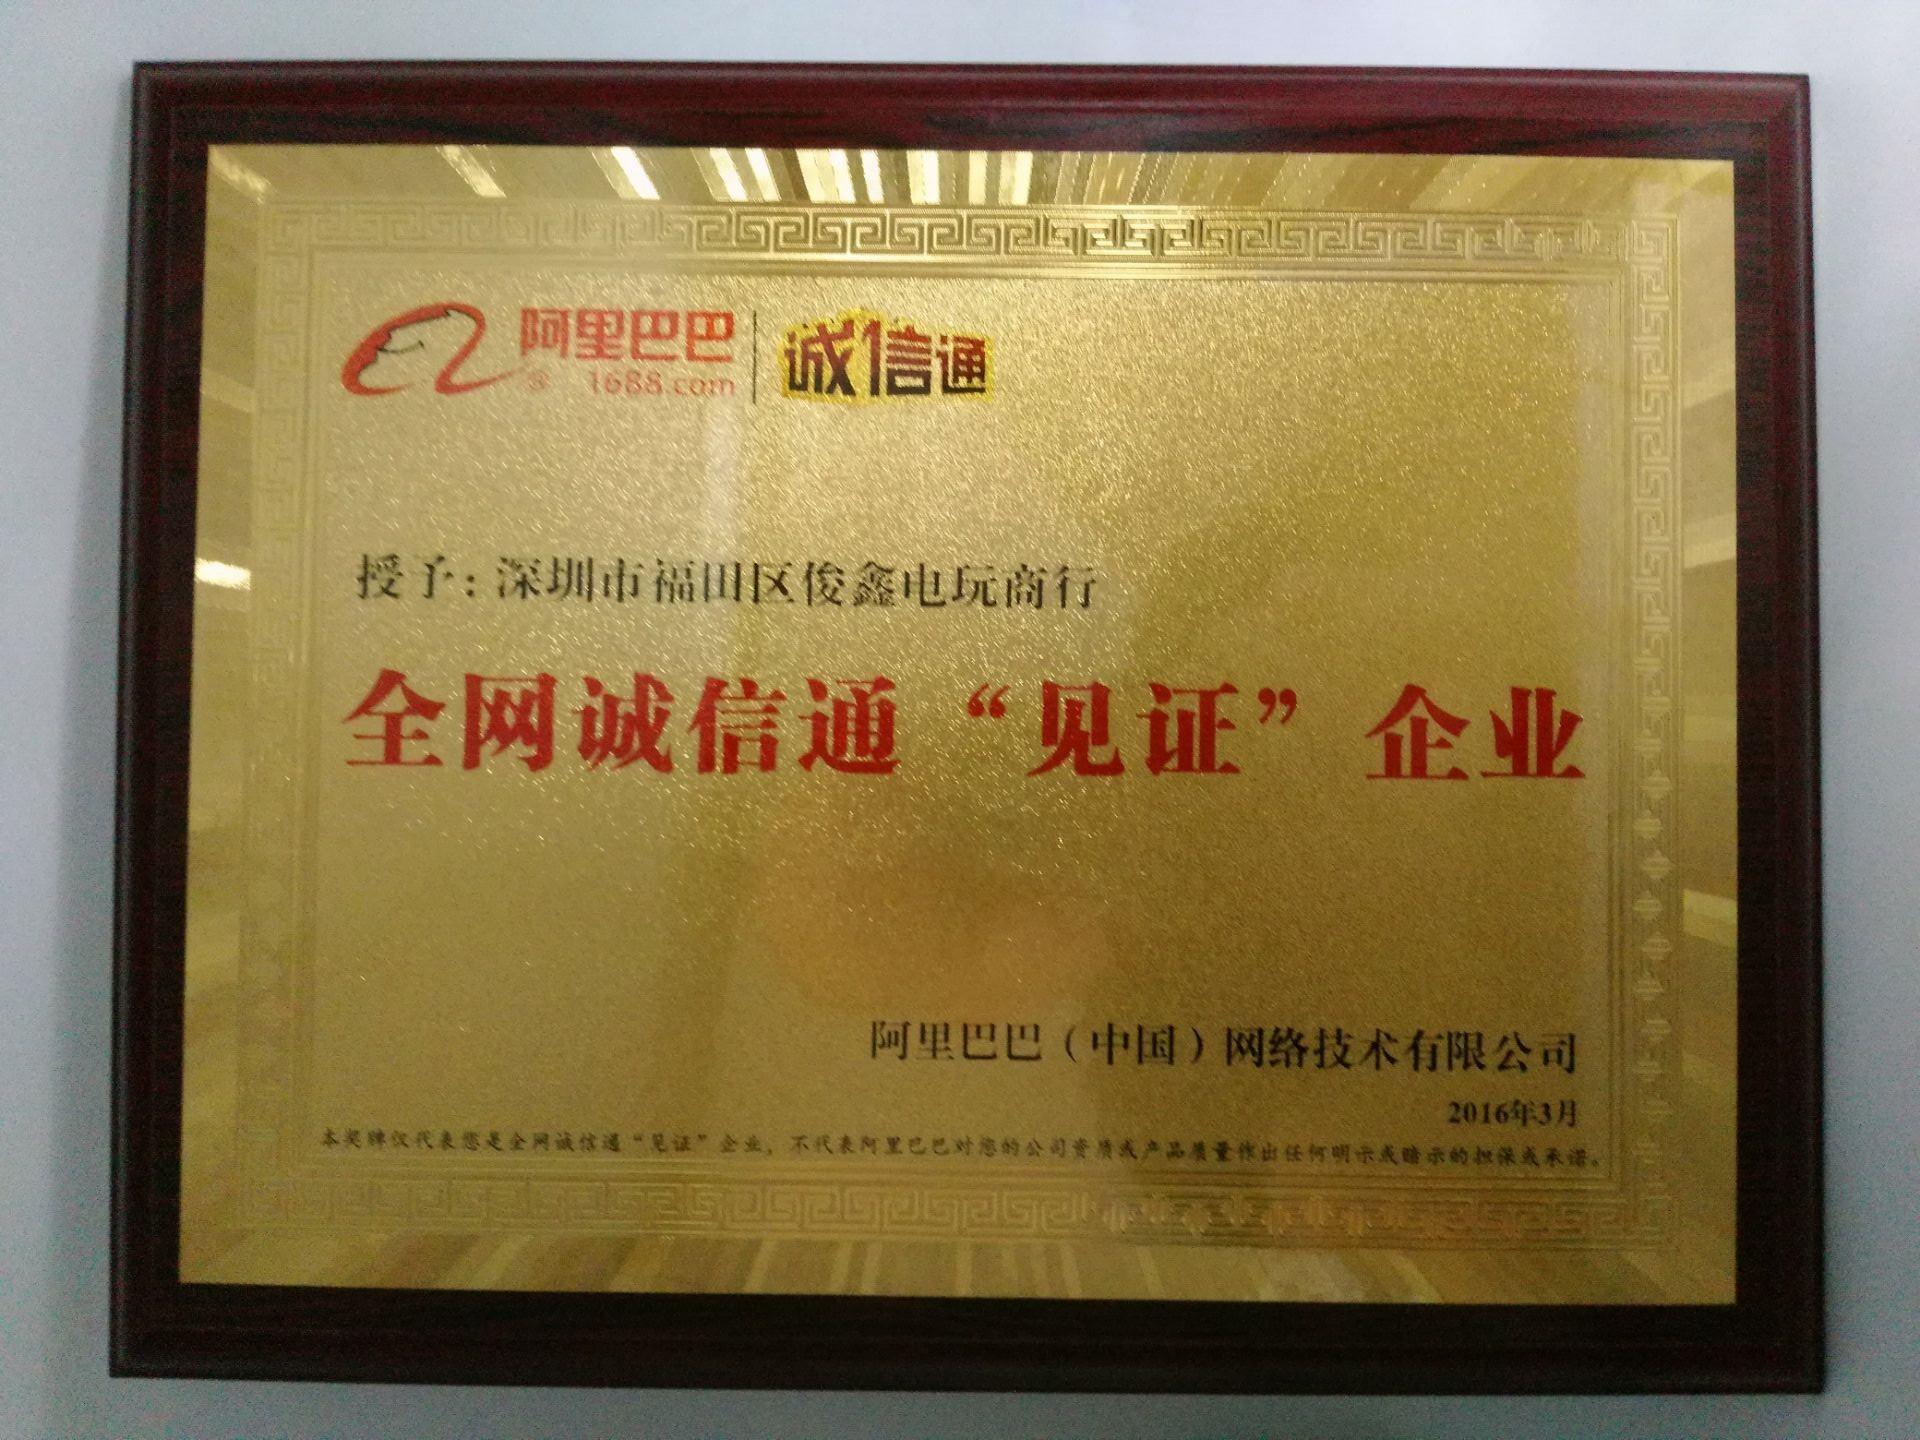 阿里巴巴 诚信通
1688.com
授予：深圳市福田区俊鑫电玩商行
全网诚信通“见证”企业
阿里巴巴（中国）网络技术有限公司
2016年3月
本奖牌仅代表您是全网诚信通“见证”企业，不代表阿里巴巴对您的公司资质或产品质量作出任何明示或暗示的担保或承诺。